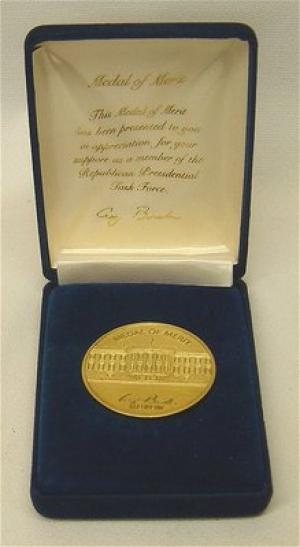 Medal of Merit
This Medal of Merit
has been presented to you
in appreciation, for your
support as a member of the
Republican Presidential
Task Force.
MEDAL OF MERIT